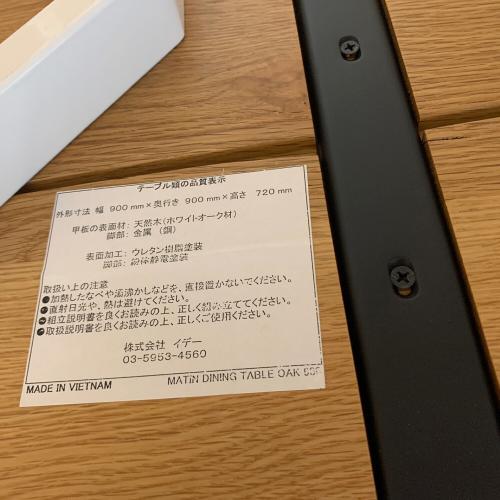 テーブル類の品質表示
外形寸法 幅 900 mm×奥行き 900 mm×高さ 720 mm
甲板の表面材: 天然木(ホワイトオーク材)
脚部: 金属 (鋼)
表面加工: ウレタン樹脂塗装
脚部: 粉体静電塗装
取扱い上の注意
●加熱したなべや湯沸かしなどを、直接置かないでください。
●直射日光や、熱は避けてください。
●組立説明書を良くお読みの上、正しく組み立ててください。
●取扱説明書を良くお読みの上、正しくご使用ください。
株式会社 イデー
03-5953-4560
MADE IN VIETNAM
MATIN DINING TABLE OAK